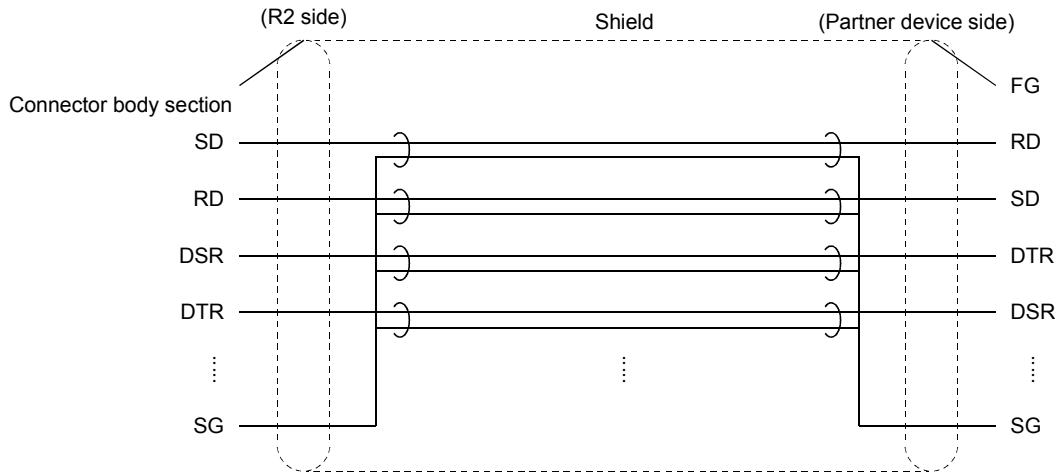 (R2 side) Shield (Partner device side)
FG
Connector body section
SD RD
RD SD
DSR DTR
DTR DSR
SG SG